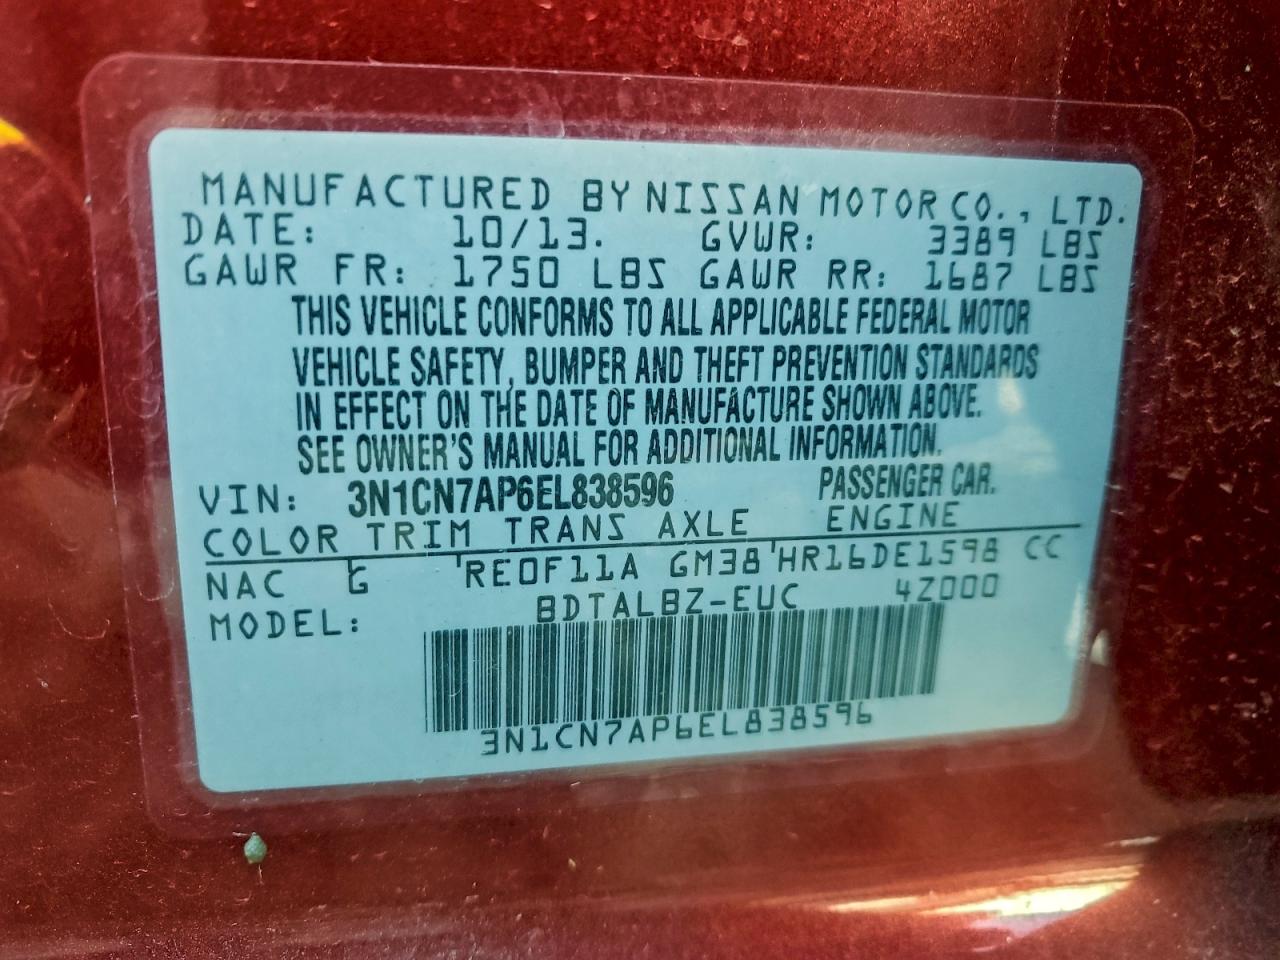 MANUFACTURED BY NISSAN MOTOR CO., LTD.
DATE: 10/13. GVWR: 3389 LBS
GAWR FR: 1750 LBS GAWR RR: 1687 LBS
THIS VEHICLE CONFORMS TO ALL APPLICABLE FEDERAL MOTOR
VEHICLE SAFETY, BUMPER AND THEFT PREVENTION STANDARDS
IN EFFECT ON THE DATE OF MANUFACTURE SHOWN ABOVE.
SEE OWNER'S MANUAL FOR ADDITIONAL INFORMATION.
VIN: 3N1CN7AP6EL838596 PASSENGER CAR.
COLOR TRIM TRANS AXLE ENGINE
NAC G RE0F11A GM38 HR16DE1598 CC
MODEL: BDTALBZ-EUC 4Z000
3N1CN7AP6EL838596